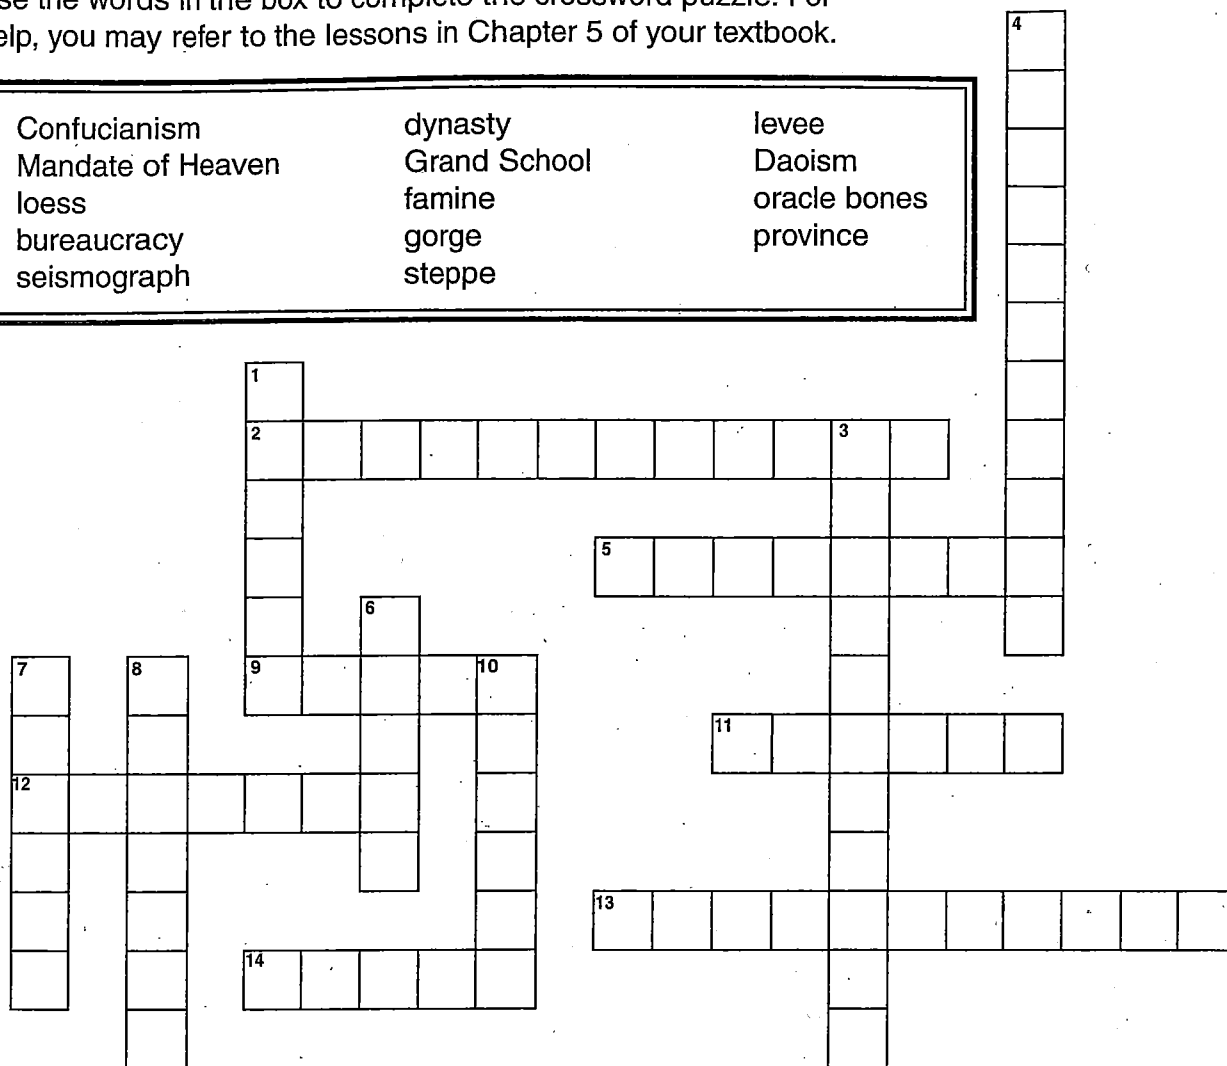 se the words in the box to complete the crossword puzzle. For
elp, you may refer to the lessons in Chapter 5 of your textbook.
Confucianism dynasty levee
Mandate of Heaven Grand School Daoism
loess famine oracle bones
bureaucracy gorge province
seismograph steppe
4
1
2 3
5
6
7 8 9 10
11
12
13
14